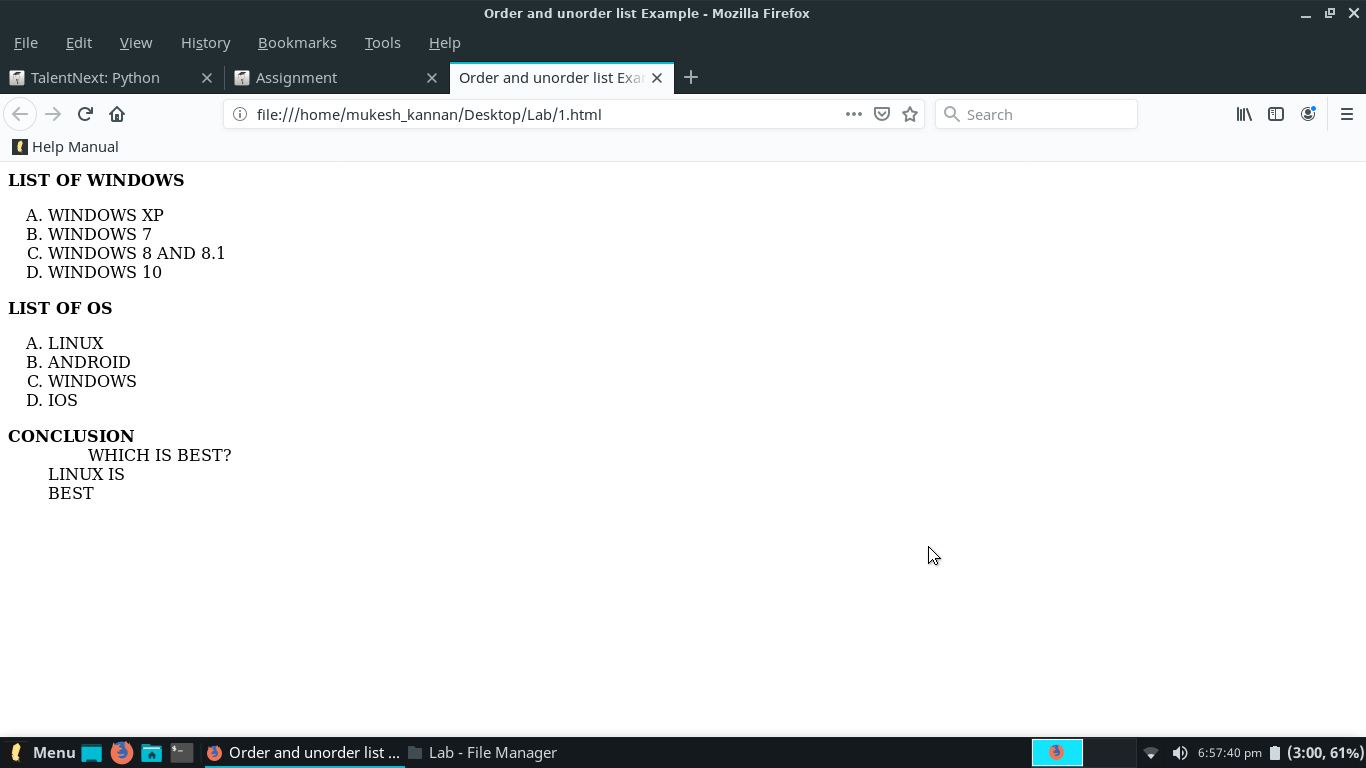 Order and unorder list Example - Mozilla Firefox
File Edit View History Bookmarks Tools Help
TalentNext: Python Assignment Order and unorder list Exa
file:///home/mukesh_kannan/Desktop/Lab/1.html Search
Help Manual
LIST OF WINDOWS
A. WINDOWS XP
B. WINDOWS 7
C. WINDOWS 8 AND 8.1
D. WINDOWS 10
LIST OF OS
A. LINUX
B. ANDROID
C. WINDOWS
D. IOS
CONCLUSION
WHICH IS BEST?
LINUX IS
BEST
Menu Order and unorder list ... Lab - File Manager 6:57:40 pm (3:00, 61%)